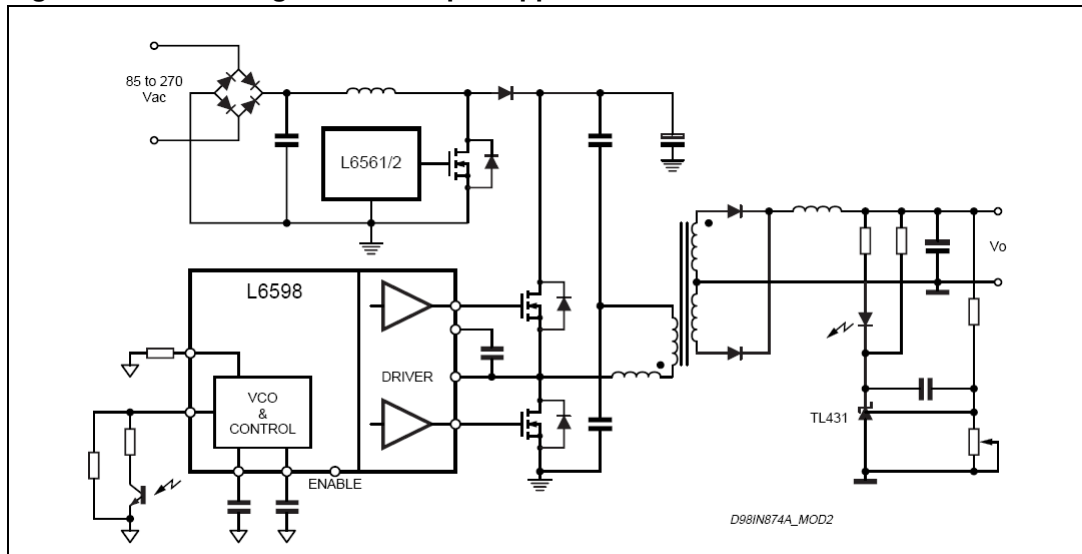 85 to 270
Vac
L6561/2
L6598
DRIVER
VCO
&
CONTROL
ENABLE
Vo
TL431
D98IN874A_MOD2